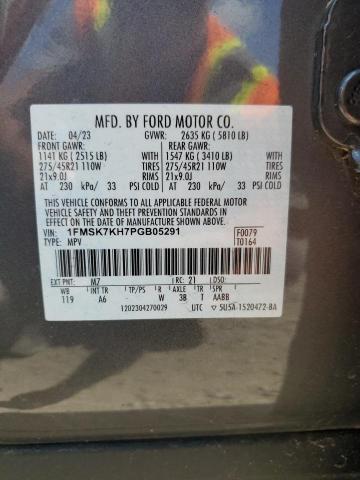 MFD. BY FORD MOTOR CO.
DATE: 04/23 GVWR: 2635 KG ( 5810 LB)
FRONT GAWR: REAR GAWR:
1141 KG ( 2515 LB) WITH 1547 KG ( 3410 LB) WITH
275/45R21 110W TIRES 275/45R21 110W TIRES
21x9.0J RIMS 21x9.0J RIMS
AT 230 kPa/ 33 PSI COLD AT 230 kPa/ 33 PSI COLD
THIS VEHICLE CONFORMS TO ALL APPLICABLE FEDERAL MOTOR
VEHICLE SAFETY AND THEFT PREVENTION STANDARDS IN EFFECT
ON THE DATE OF MANUFACTURE SHOWN ABOVE.
VIN: 1FMSK7KH7PGB05291 F0079
TYPE: MPV T0164
EXT PNT: M7 RC: 21 DSO:
WB INT TR TP/PS R AXLE TR SPR
119 A6 W 38 T AABB
1202304270029 UTC 5U5A-1520472-BA